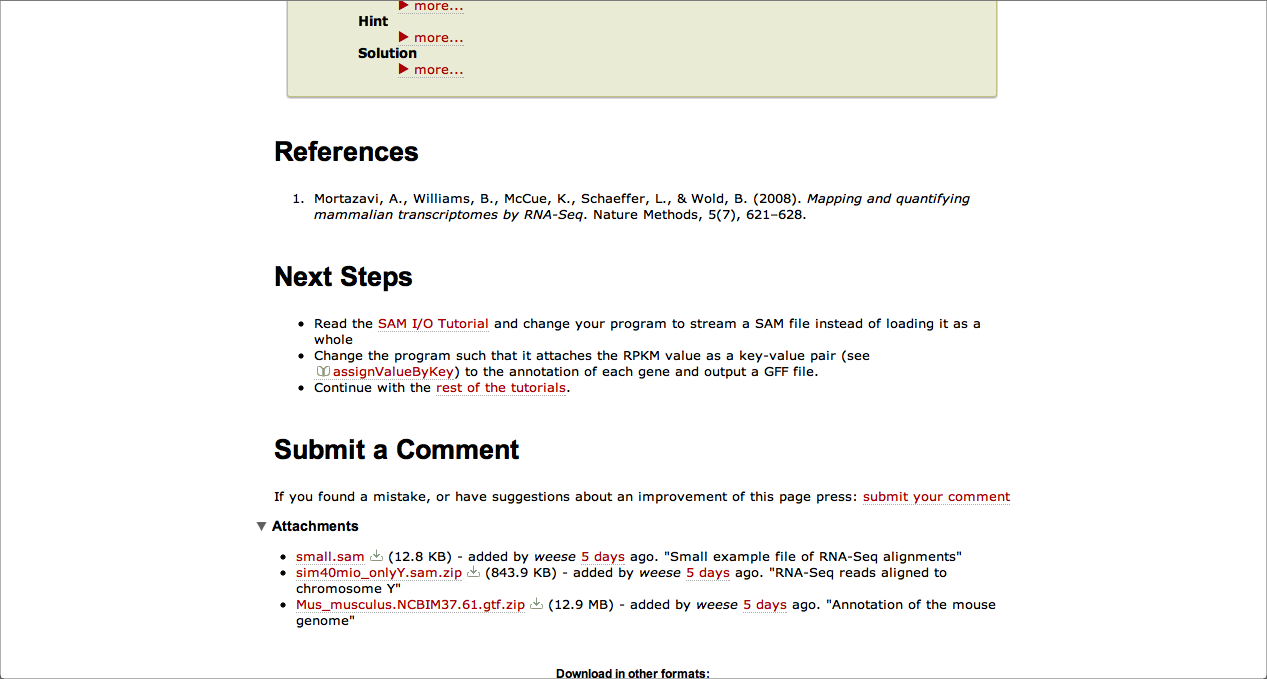 more...
Hint
more...
Solution
more...
References
1. Mortazavi, A., Williams, B., McCue, K., Schaeffer, L., & Wold, B. (2008). Mapping and quantifying
mammalian transcriptomes by RNA-Seq. Nature Methods, 5(7), 621–628.
Next Steps
Read the SAM I/O Tutorial and change your program to stream a SAM file instead of loading it as a
whole
Change the program such that it attaches the RPKM value as a key-value pair (see
assignValueByKey) to the annotation of each gene and output a GFF file.
Continue with the rest of the tutorials.
Submit a Comment
If you found a mistake, or have suggestions about an improvement of this page press: submit your comment
Attachments
small.sam (12.8 KB) - added by weese 5 days ago. "Small example file of RNA-Seq alignments"
sim40mio_onlyY.sam.zip (843.9 KB) - added by weese 5 days ago. "RNA-Seq reads aligned to
chromosome Y"
Mus_musculus.NCBIM37.61.gtf.zip (12.9 MB) - added by weese 5 days ago. "Annotation of the mouse
genome"
Download in other formats: